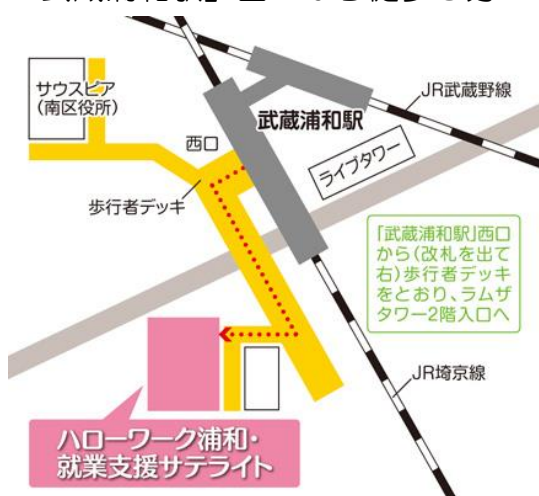 サウスピア
(南区役所)
JR武蔵野線
武蔵浦和駅
西口
ライブタワー
歩行者デッキ
「武蔵浦和駅」西口
から(改札を出て
右)歩行者デッキ
をとおり、ラムザ
タワー2階入口へ
JR埼京線
ハローワーク浦和・
就業支援サテライト